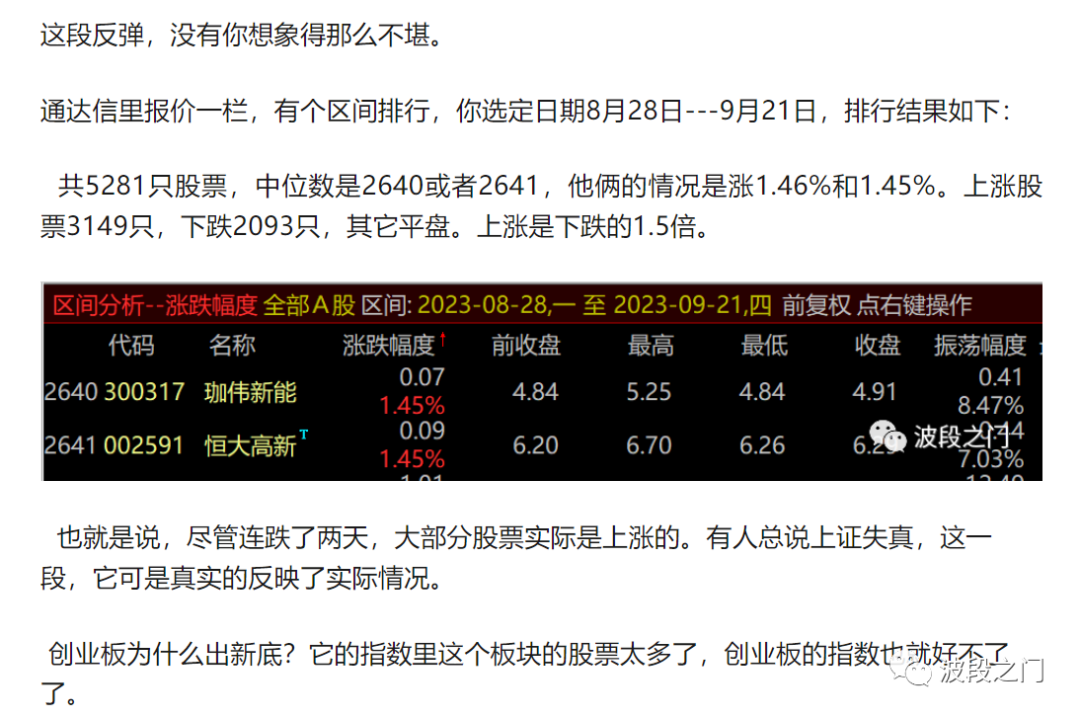 这段反弹，没有你想象得那么不堪。
通达信里报价一栏，有个区间排行，你选定日期8月28日---9月21日，排行结果如下：
共5281只股票，中位数是2640或者2641，他俩的情况是涨1.46%和1.45%。上涨股
票3149只，下跌2093只，其它平盘。上涨是下跌的1.5倍。
区间分析--涨跌幅度 全部A股 区间: 2023-08-28,一 至 2023-09-21,四 前复权 点右键操作
代码 名称 涨跌幅度↑ 前收盘 最高 最低 收盘 振荡幅度
2640 300317 珈伟新能 0.07 1.45% 4.84 5.25 4.84 4.91 0.41 8.47%
2641 002591 恒大高新T 0.09 1.45% 6.20 6.70 6.26 7.03%
波段之门
也就是说，尽管连跌了两天，大部分股票实际是上涨的。有人总说上证失真，这一
段，它可是真实的反映了实际情况。
创业板为什么出新底？它的指数里这个板块的股票太多了，创业板的指数也就好不了
了。
波段之门